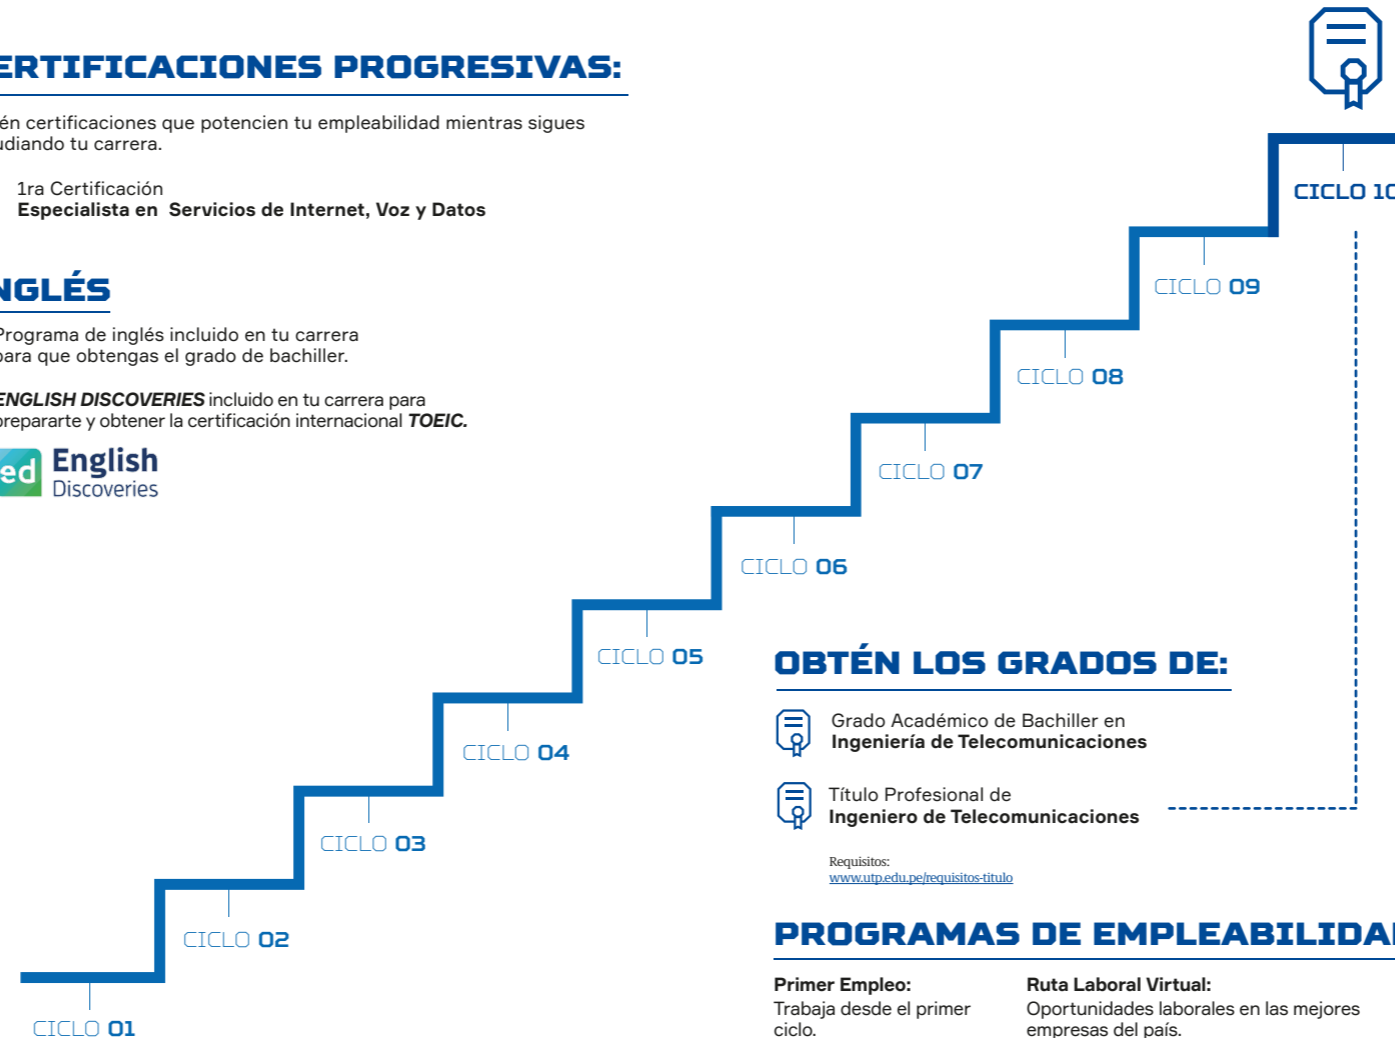 ERTIFICACIONES PROGRESIVAS:
én certificaciones que potencien tu empleabilidad mientras sigues
udiando tu carrera.
1ra Certificación
Especialista en Servicios de Internet, Voz y Datos
NGLÉS
Programa de inglés incluido en tu carrera
para que obtengas el grado de bachiller.
ENGLISH DISCOVERIES incluido en tu carrera para
prepararte y obtener la certificación internacional TOEIC.
ed English
Discoveries
CICLO 10
CICLO 09
CICLO 08
CICLO 07
CICLO 06
CICLO 05
CICLO 04
CICLO 03
CICLO 02
CICLO 01
OBTÉN LOS GRADOS DE:
Grado Académico de Bachiller en
Ingeniería de Telecomunicaciones
Título Profesional de
Ingeniero de Telecomunicaciones
Requisitos:
www.utp.edu.pe/requisitos-titulo
PROGRAMAS DE EMPLEABILIDA
Primer Empleo:
Trabaja desde el primer
ciclo.
Ruta Laboral Virtual:
Oportunidades laborales en las mejores
empresas del país.